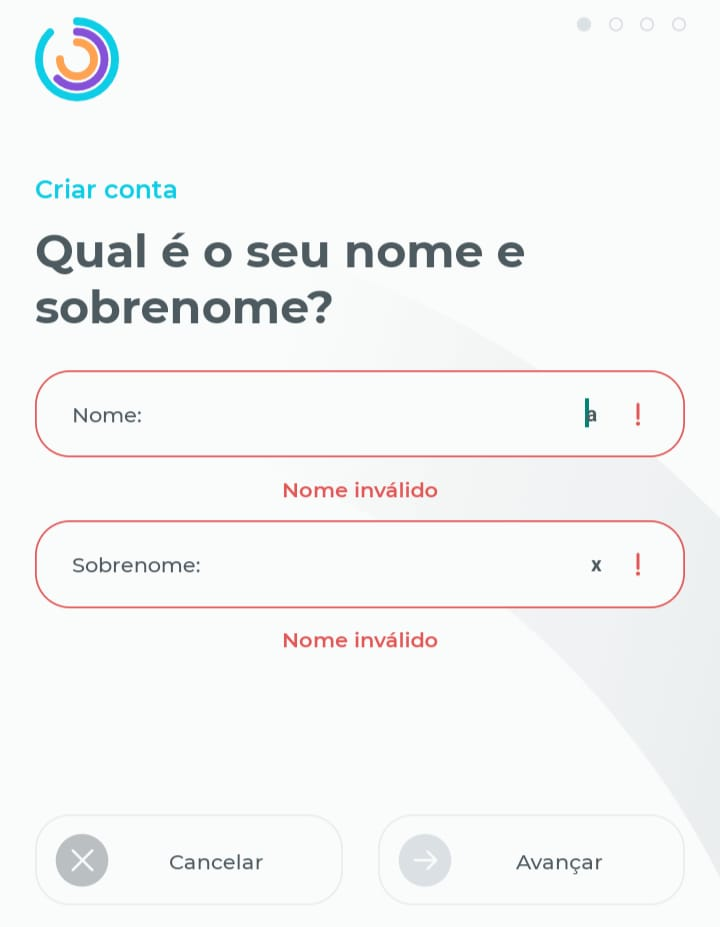 Criar conta
Qual é o seu nome e
sobrenome?
Nome: a !
Nome inválido
Sobrenome: x !
Nome inválido
Cancelar
Avançar